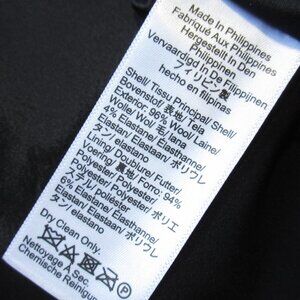 Made In Philippines
Fabriqué Aux Philippines
Hergestellt In Den
Philippinen
Vervaardigd In De Filippijnen
フィリピン製
hecho en filipinas
Shell/ Tissu Principal/ Shell/
Bovenstof/ 表地/ Tela
Exterior: 96% Wool/ Laine/
Wolle/ Wol/ 毛/ lana
4% Elastane/ Elasthanne/
Elastan/ Elastaan/ ポリウレ
タン/ elastano
Lining/ Doublure/ Futter/
Voering/ 裏地/ Forro: 94%
Polyester/ Polyester/
Polyester/ Polyester/ ポリエ
ステル/ poliéster
6% Elastane/ Elasthanne/
Elastan/ Elastaan/ ポリウレ
タン/ elastano
Dry Clean Only
Nettoyage A Sec.
Chemische Reinigung
P